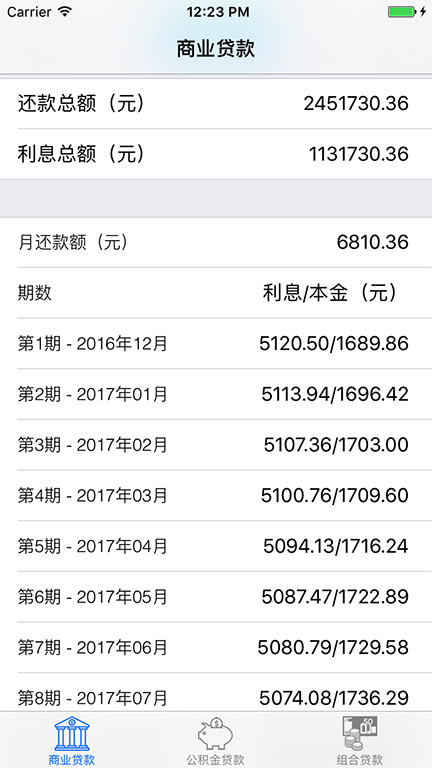 Carrier 12:23 PM
商业贷款
还款总额（元） 2451730.36
利息总额（元） 1131730.36
月还款额（元） 6810.36
期数 利息/本金（元）
第1期 - 2016年12月 5120.50/1689.86
第2期 - 2017年01月 5113.94/1696.42
第3期 - 2017年02月 5107.36/1703.00
第4期 - 2017年03月 5100.76/1709.60
第5期 - 2017年04月 5094.13/1716.24
第6期 - 2017年05月 5087.47/1722.89
第7期 - 2017年06月 5080.79/1729.58
第8期 - 2017年07月 5074.08/1736.29
商业贷款 公积金贷款 组合贷款